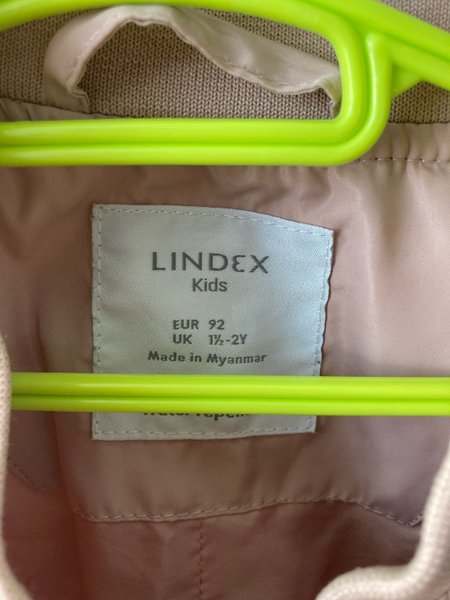 LINDEX
Kids
EUR 92
UK 1½-2Y
Made in Myanmar